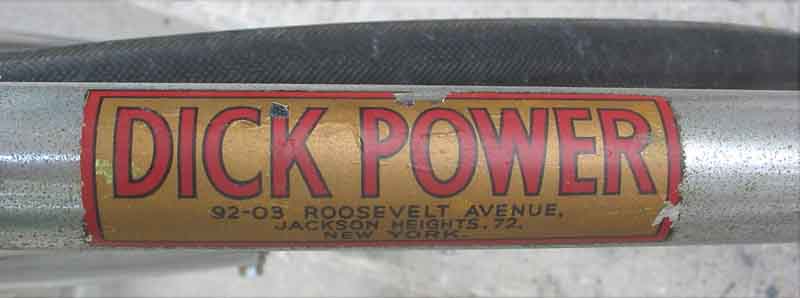 DICK POWER
92-03 ROOSEVELT AVENUE,
JACKSON HEIGHTS, 72,
NEW YORK.